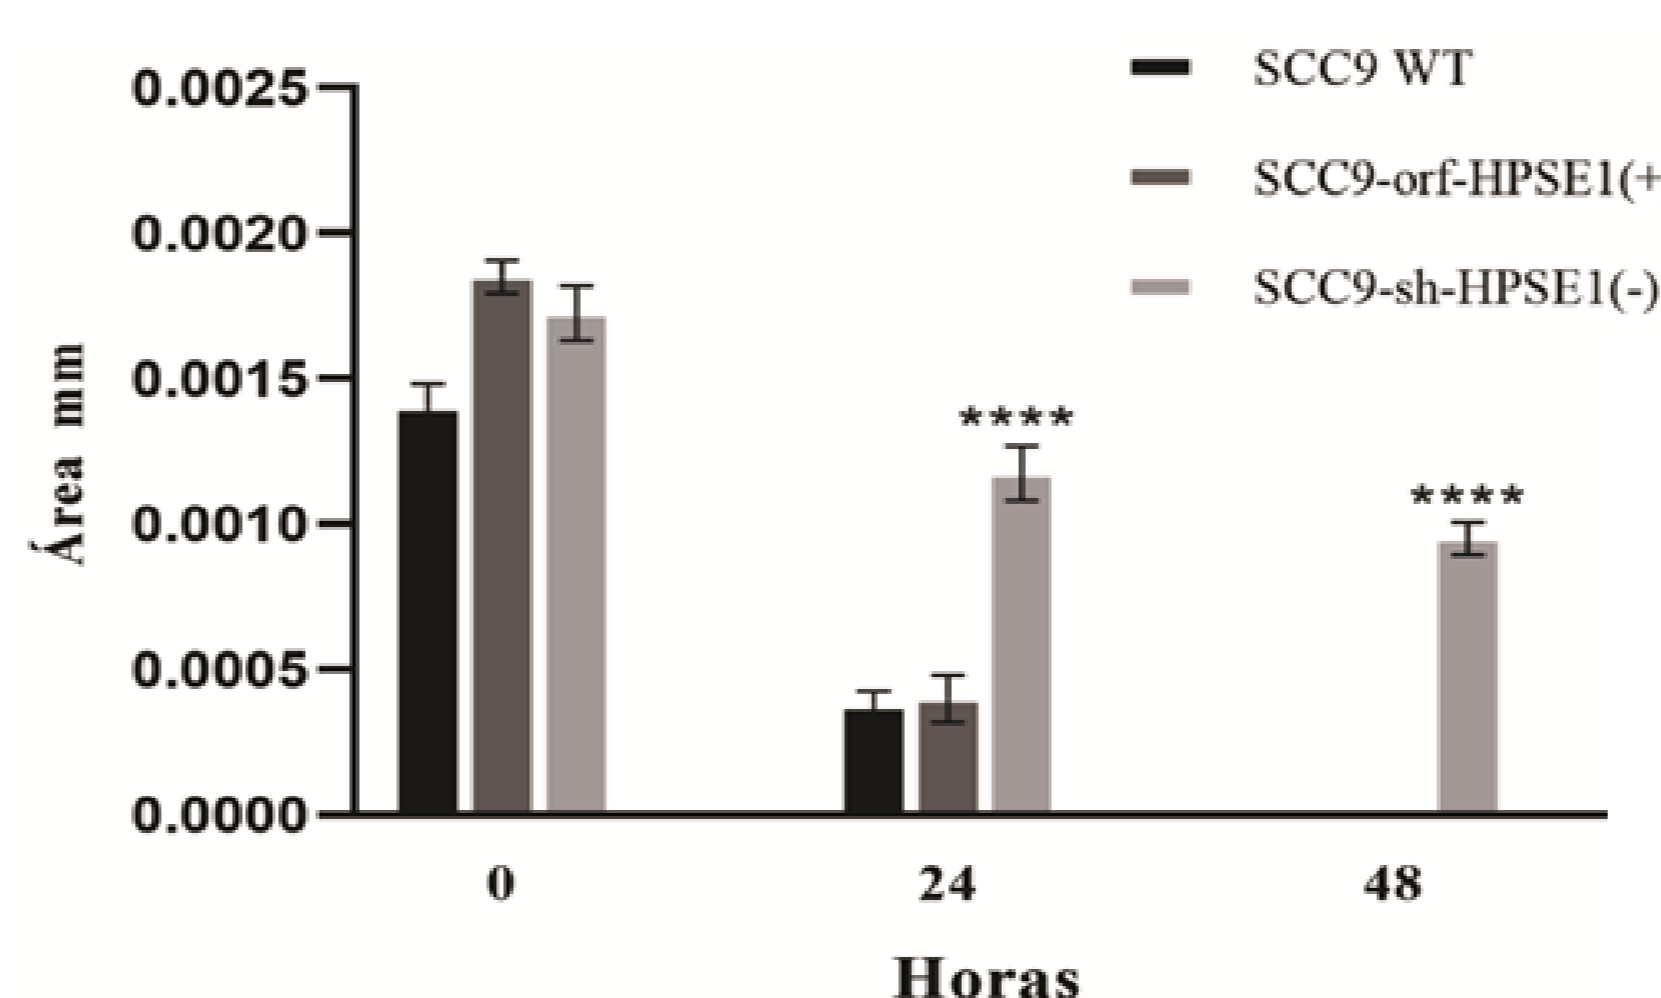 SCC9 WT
SCC9-orf-HPSE1(+
SCC9-sh-HPSE1(-)
Área mm
0.0025
0.0020
0.0015
0.0010
0.0005
0.0000
****
****
0 24 48
Horas